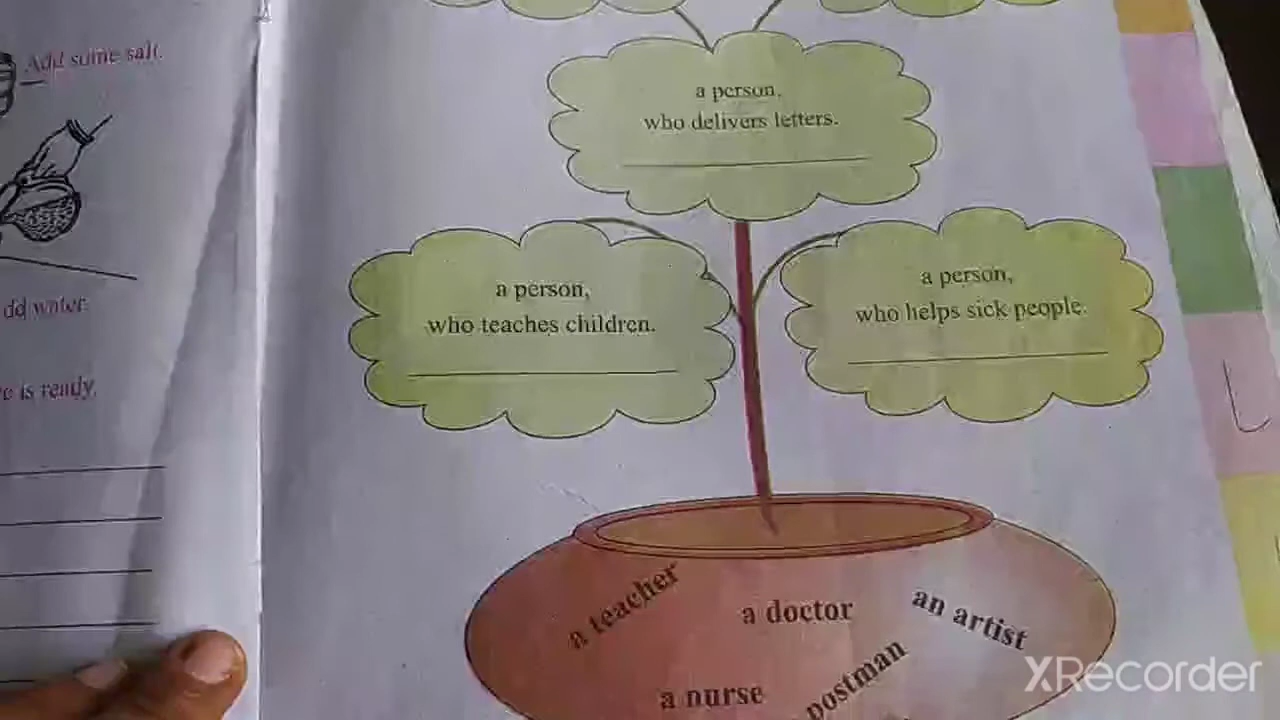 Add some salt.
dd water.
is ready.
a person,
who delivers letters.
a person,
who teaches children.
a person,
who helps sick people.
a teacher
a doctor
an artist
a nurse
postman
XRecorder